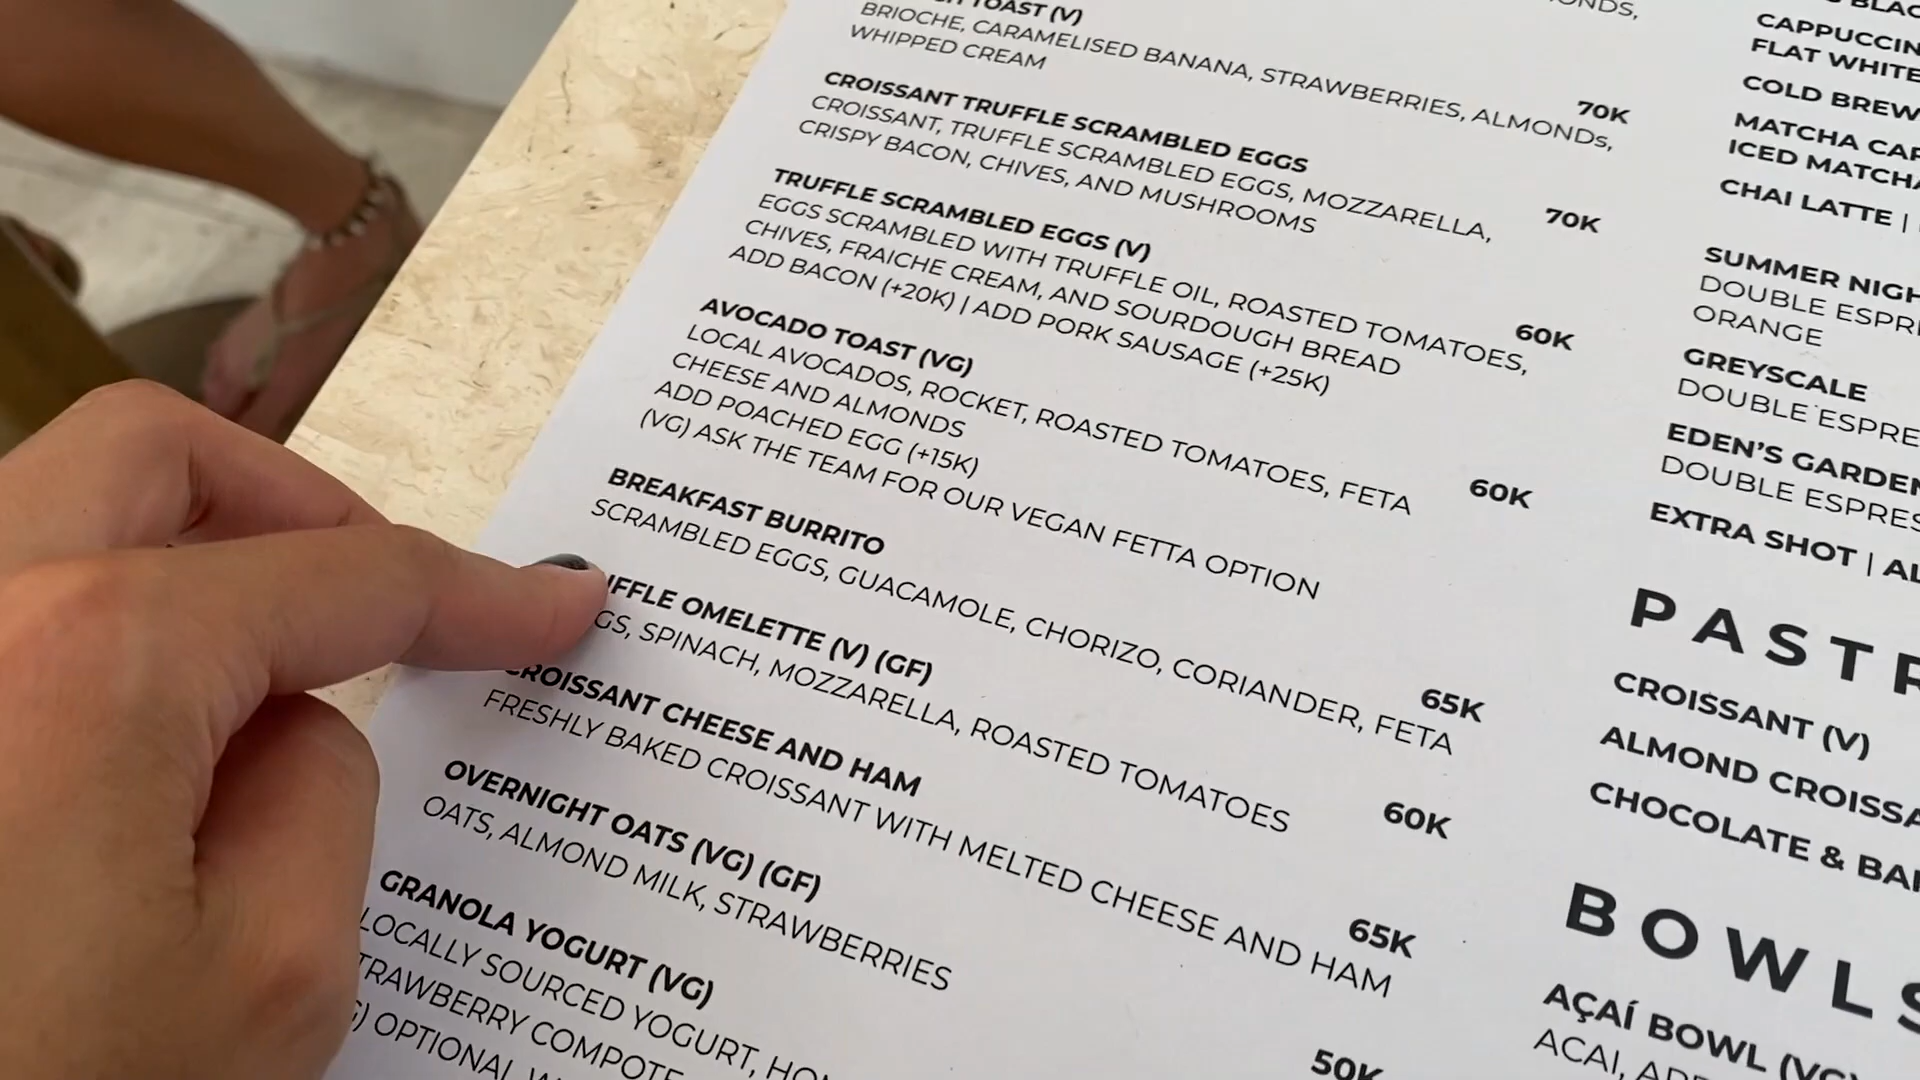 TOAST (V)
BRIOCHE, CARAMELISED BANANA, STRAWBERRIES, ALMONDs,
WHIPPED CREAM
70K
CROISSANT TRUFFLE SCRAMBLED EGGS
CROISSANT, TRUFFLE SCRAMBLED EGGS, MOZZARELLA,
CRISPY BACON, CHIVES, AND MUSHROOMS
70K
TRUFFLE SCRAMBLED EGGS (V)
EGGS SCRAMBLED WITH TRUFFLE OIL, ROASTED TOMATOES,
CHIVES, FRAICHE CREAM, AND SOURDOUGH BREAD
ADD BACON (+20K) | ADD PORK SAUSAGE (+25K)
60K
AVOCADO TOAST (VG)
LOCAL AVOCADOS, ROCKET, ROASTED TOMATOES, FETA
CHEESE AND ALMONDS
ADD POACHED EGG (+15K)
(VG) ASK THE TEAM FOR OUR VEGAN FETTA OPTION
60K
BREAKFAST BURRITO
SCRAMBLED EGGS, GUACAMOLE, CHORIZO, CORIANDER, FETA
65K
UFFLE OMELETTE (V) (GF)
GS, SPINACH, MOZZARELLA, ROASTED TOMATOES
60K
CROISSANT CHEESE AND HAM
FRESHLY BAKED CROISSANT WITH MELTED CHEESE AND HAM
65K
OVERNIGHT OATS (VG) (GF)
OATS, ALMOND MILK, STRAWBERRIES
50K
GRANOLA YOGURT (VG)
LOCALLY SOURCED YOGURT,
TRAWBERRY COMPOTE
OPTIONAL
CAPPUCCIN
FLAT WHITE
COLD BREW
MATCHA CAP
ICED MATCHA
CHAI LATTE |
SUMMER NIGH
DOUBLE ESPR
ORANGE
GREYSCALE
DOUBLE ESPRE
EDEN'S GARDEN
DOUBLE ESPRES
EXTRA SHOT | AL
PASTR
CROISSANT (V)
ALMOND CROISSA
CHOCOLATE & BA
BOWLS
AÇAÍ BOWL (VG)
ACAI,